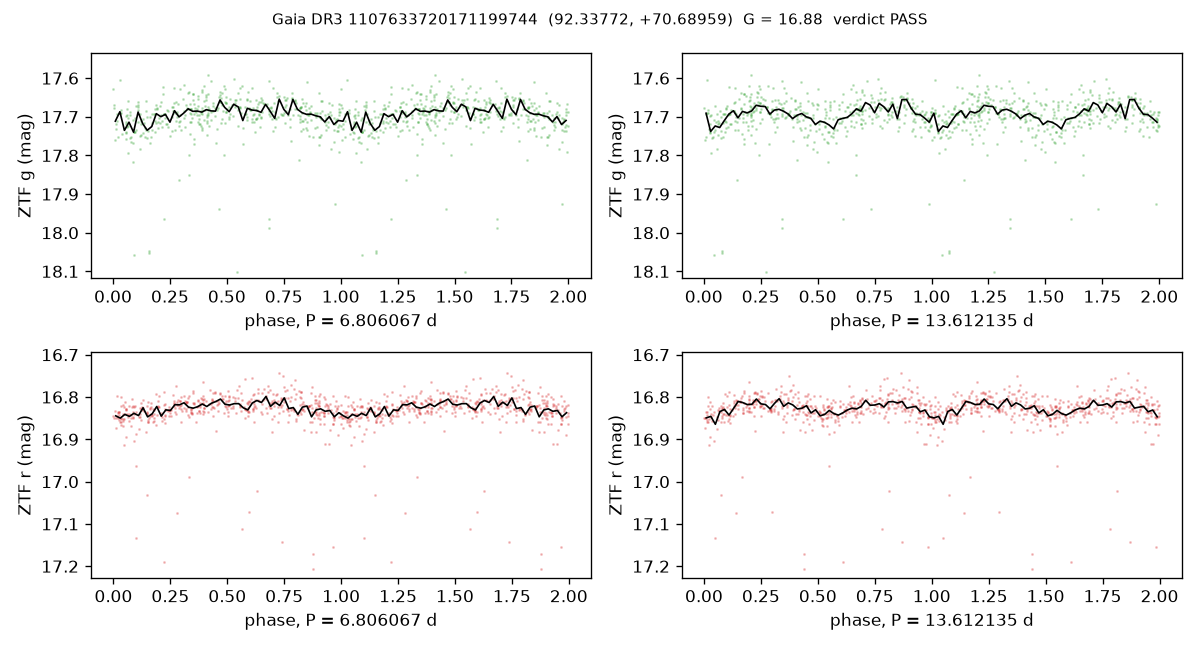 Gaia DR3 1107633720171199744  (92.33772, +70.68959)  G = 16.88  verdict PASS
17.6
17.7
17.8
17.9
18.0
18.1
ZTF g (mag)
0.00 0.25 0.50 0.75 1.00 1.25 1.50 1.75 2.00
phase, P = 6.806067 d
17.6
17.7
17.8
17.9
18.0
18.1
ZTF g (mag)
0.00 0.25 0.50 0.75 1.00 1.25 1.50 1.75 2.00
phase, P = 13.612135 d
16.7
16.8
16.9
17.0
17.1
17.2
ZTF r (mag)
0.00 0.25 0.50 0.75 1.00 1.25 1.50 1.75 2.00
phase, P = 6.806067 d
16.7
16.8
16.9
17.0
17.1
17.2
ZTF r (mag)
0.00 0.25 0.50 0.75 1.00 1.25 1.50 1.75 2.00
phase, P = 13.612135 d